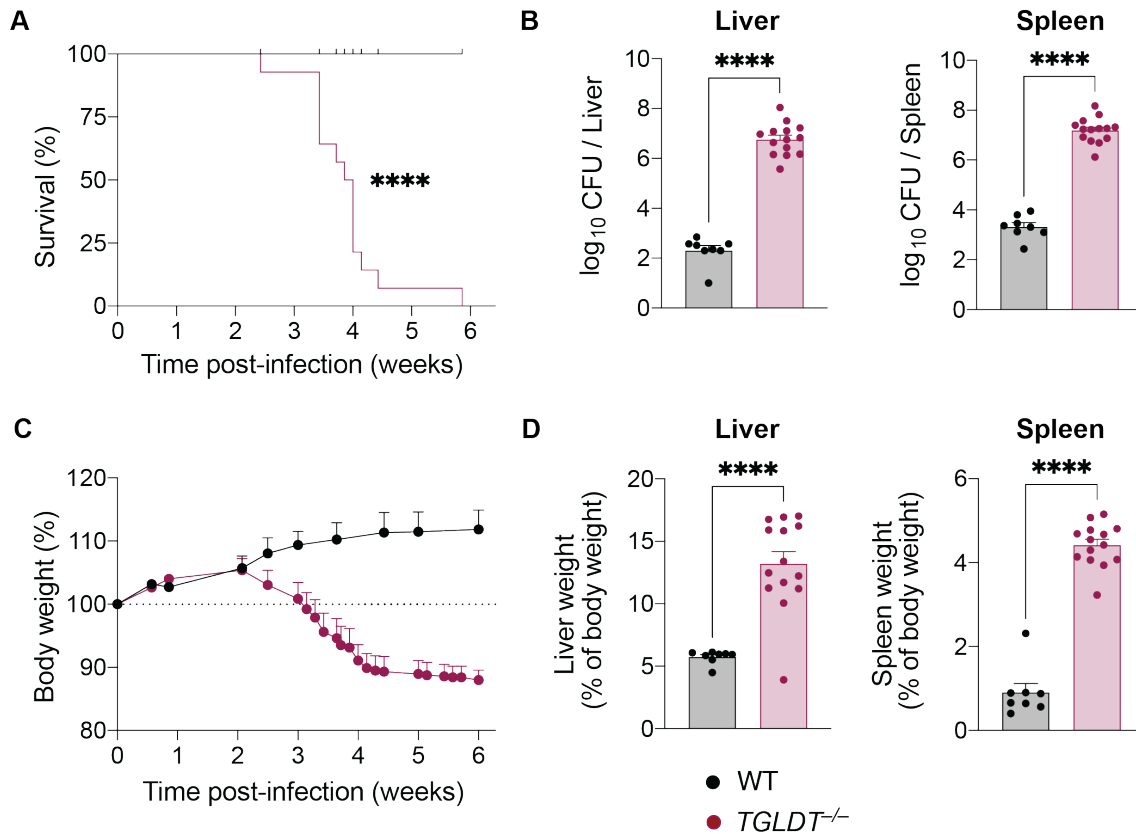 A
Survival (%)
100
75
50
25
0
****
0 1 2 3 4 5 6
Time post-infection (weeks)
B
Liver
log10 CFU / Liver
10
8
6
4
2
0
****
Spleen
log10 CFU / Spleen
10
8
6
4
2
0
****
C
Body weight (%)
120
110
100
90
80
0 1 2 3 4 5 6
Time post-infection (weeks)
D
Liver
Liver weight
(% of body weight)
20
15
10
5
0
****
Spleen
Spleen weight
(% of body weight)
6
4
2
0
****
WT
TGLDT–/–